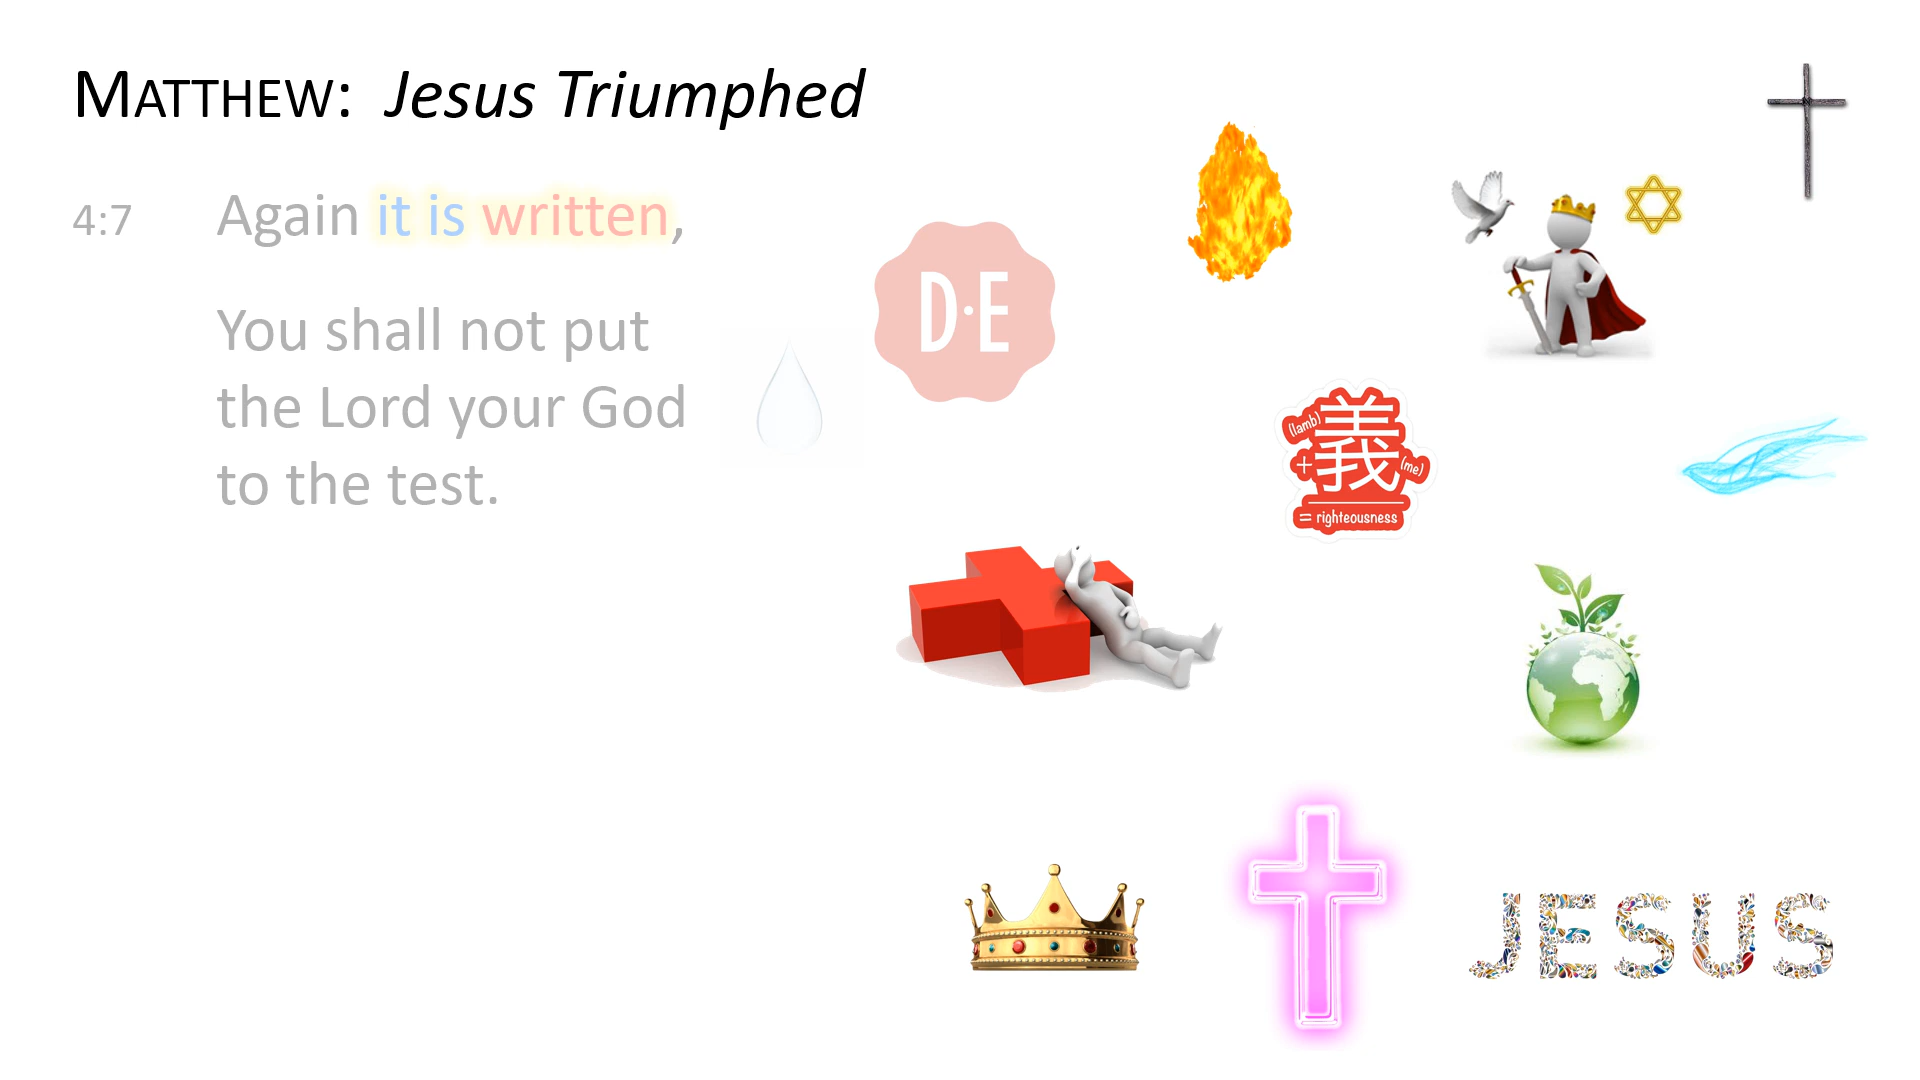 MATTHEW: Jesus Triumphed
4:7 Again it is written,
You shall not put
the Lord your God
to the test.
D·E
(lamb)
義
+ (me)
= righteousness
JESUS